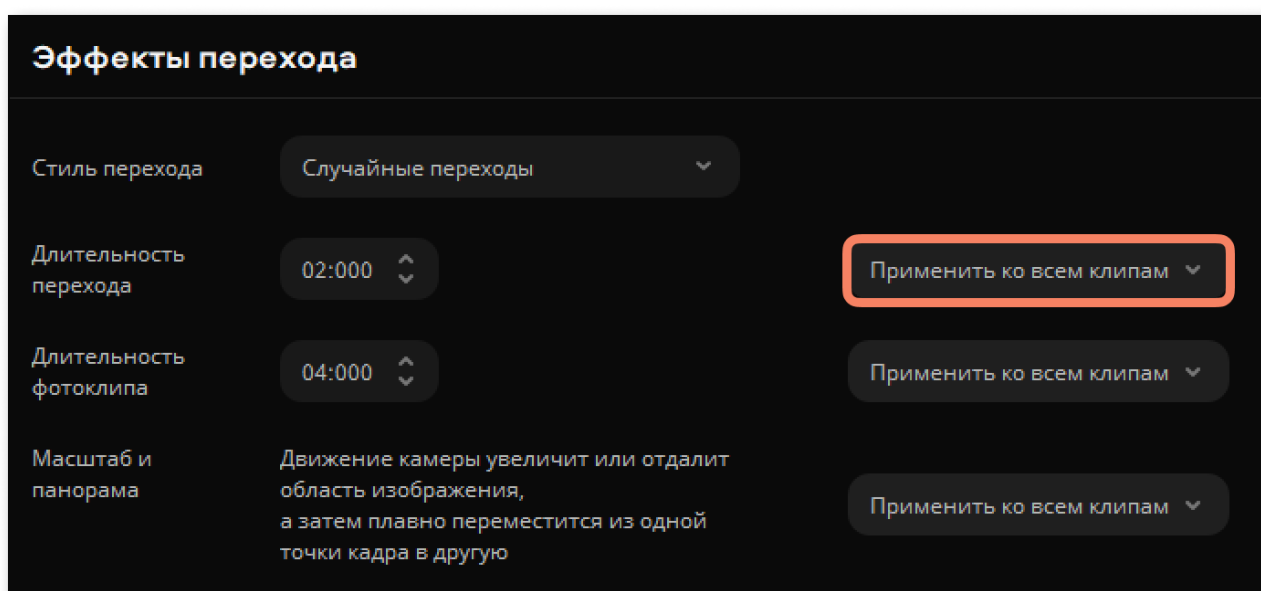 Эффекты перехода
Стиль перехода
Случайные переходы
Длительность
перехода
02:000
Применить ко всем клипам
Длительность
фотоклипа
04:000
Применить ко всем клипам
Масштаб и
панорама
Движение камеры увеличит или отдалит
область изображения,
а затем плавно переместится из одной
точки кадра в другую
Применить ко всем клипам